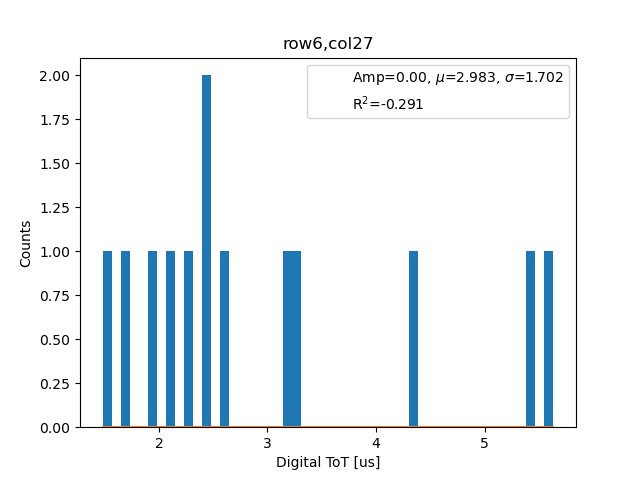 row6,col27
Amp=0.00, μ=2.983, σ=1.702
R²=-0.291
2.00
1.75
1.50
1.25
1.00
0.75
0.50
0.25
0.00
Counts
2 3 4 5
Digital ToT [us]